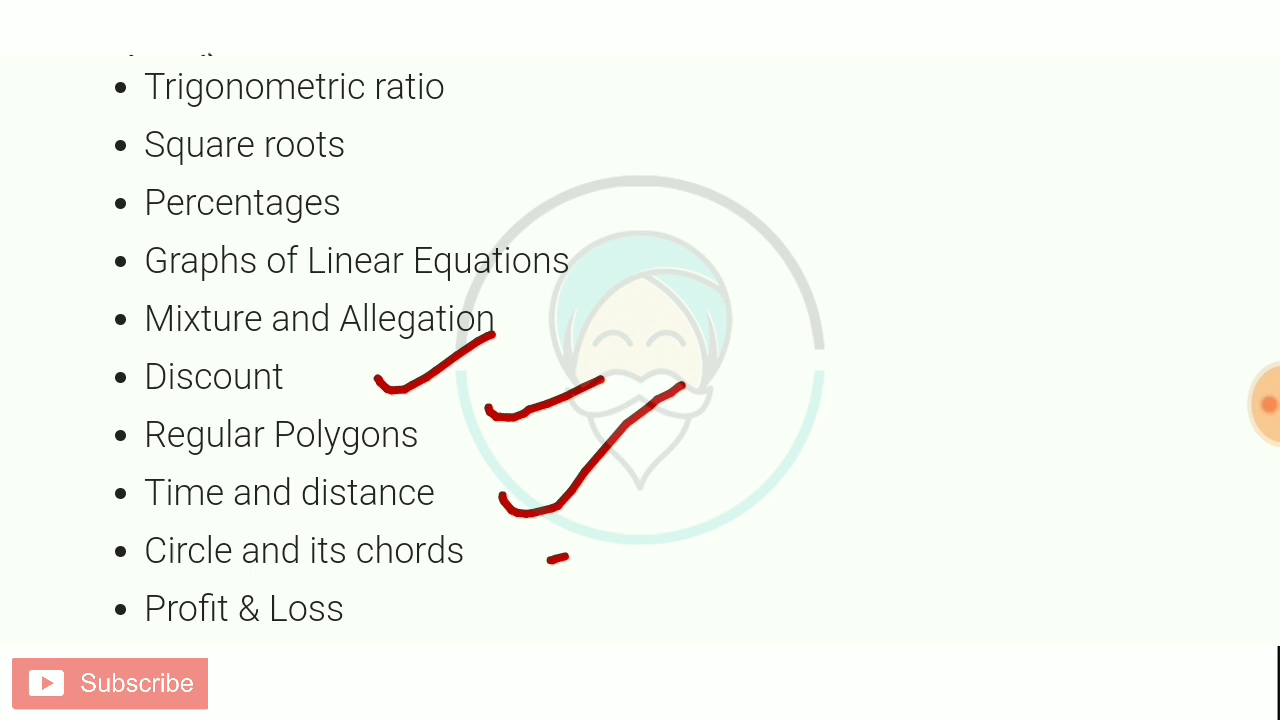 • Trigonometric ratio
• Square roots
• Percentages
• Graphs of Linear Equations
• Mixture and Allegation
• Discount
• Regular Polygons
• Time and distance
• Circle and its chords
• Profit & Loss
Subscribe